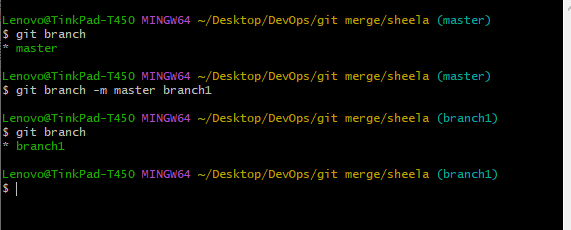 Lenovo@TinkPad-T450 MINGW64 ~/Desktop/DevOps/git merge/sheela (master)
$ git branch
* master
Lenovo@TinkPad-T450 MINGW64 ~/Desktop/DevOps/git merge/sheela (master)
$ git branch -m master branch1
Lenovo@TinkPad-T450 MINGW64 ~/Desktop/DevOps/git merge/sheela (branch1)
$ git branch
* branch1
Lenovo@TinkPad-T450 MINGW64 ~/Desktop/DevOps/git merge/sheela (branch1)
$